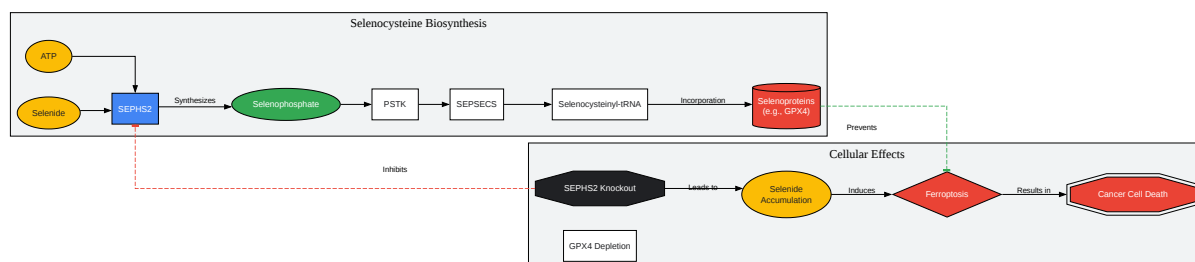 Selenocysteine Biosynthesis
ATP
Selenide
SEPHS2
Synthesizes
Selenophosphate
PSTK
SEPSECS
Selenocysteinyl-tRNA
Incorporation
Selenoproteins
(e.g., GPX4)
Prevents
Inhibits
Cellular Effects
SEPHS2 Knockout
Leads to
Selenide
Accumulation
Induces
Ferroptosis
Results in
Cancer Cell Death
GPX4 Depletion